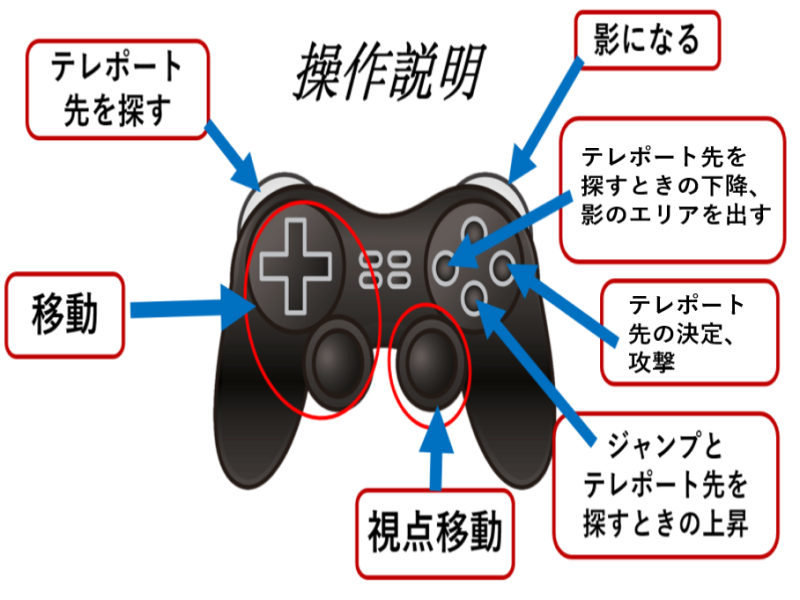 操作説明
テレポート
先を探す
影になる
テレポート先を
探すときの下降、
影のエリアを出す
移動
テレポート
先の決定、
攻撃
ジャンプと
テレポート先を
探すときの上昇
視点移動